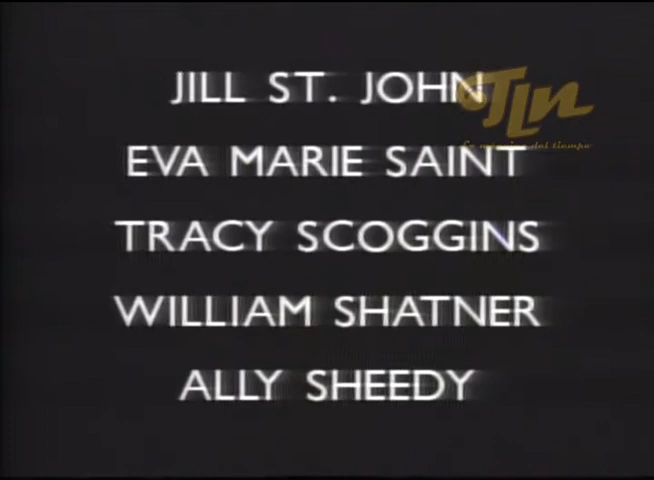 JILL ST. JOHN
TLN
EVA MARIE SAINT
TRACY SCOGGINS
WILLIAM SHATNER
ALLY SHEEDY